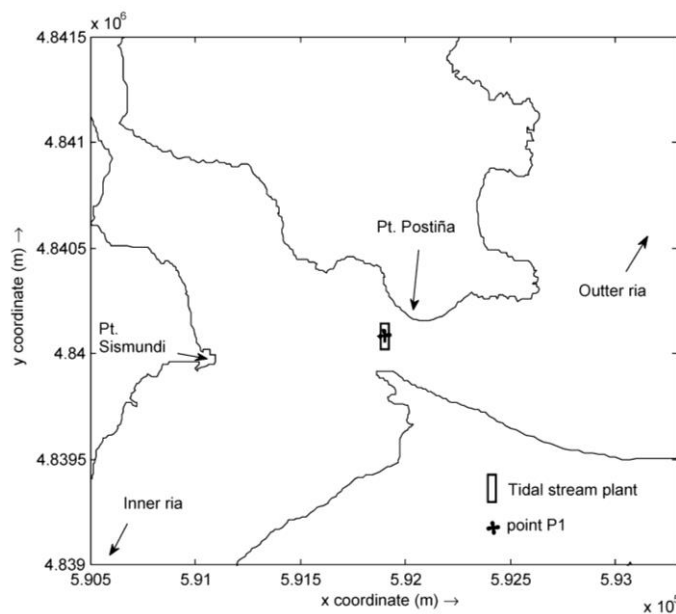 x 10⁶
4.8415
4.841
4.8405
4.84
4.8395
4.839
y coordinate (m) →
Pt. Postiña
Outter ria
Pt.
Sismundi
Inner ria
Tidal stream plant
point P1
5.905
5.91
5.915
5.92
5.925
5.93
x coordinate (m) →